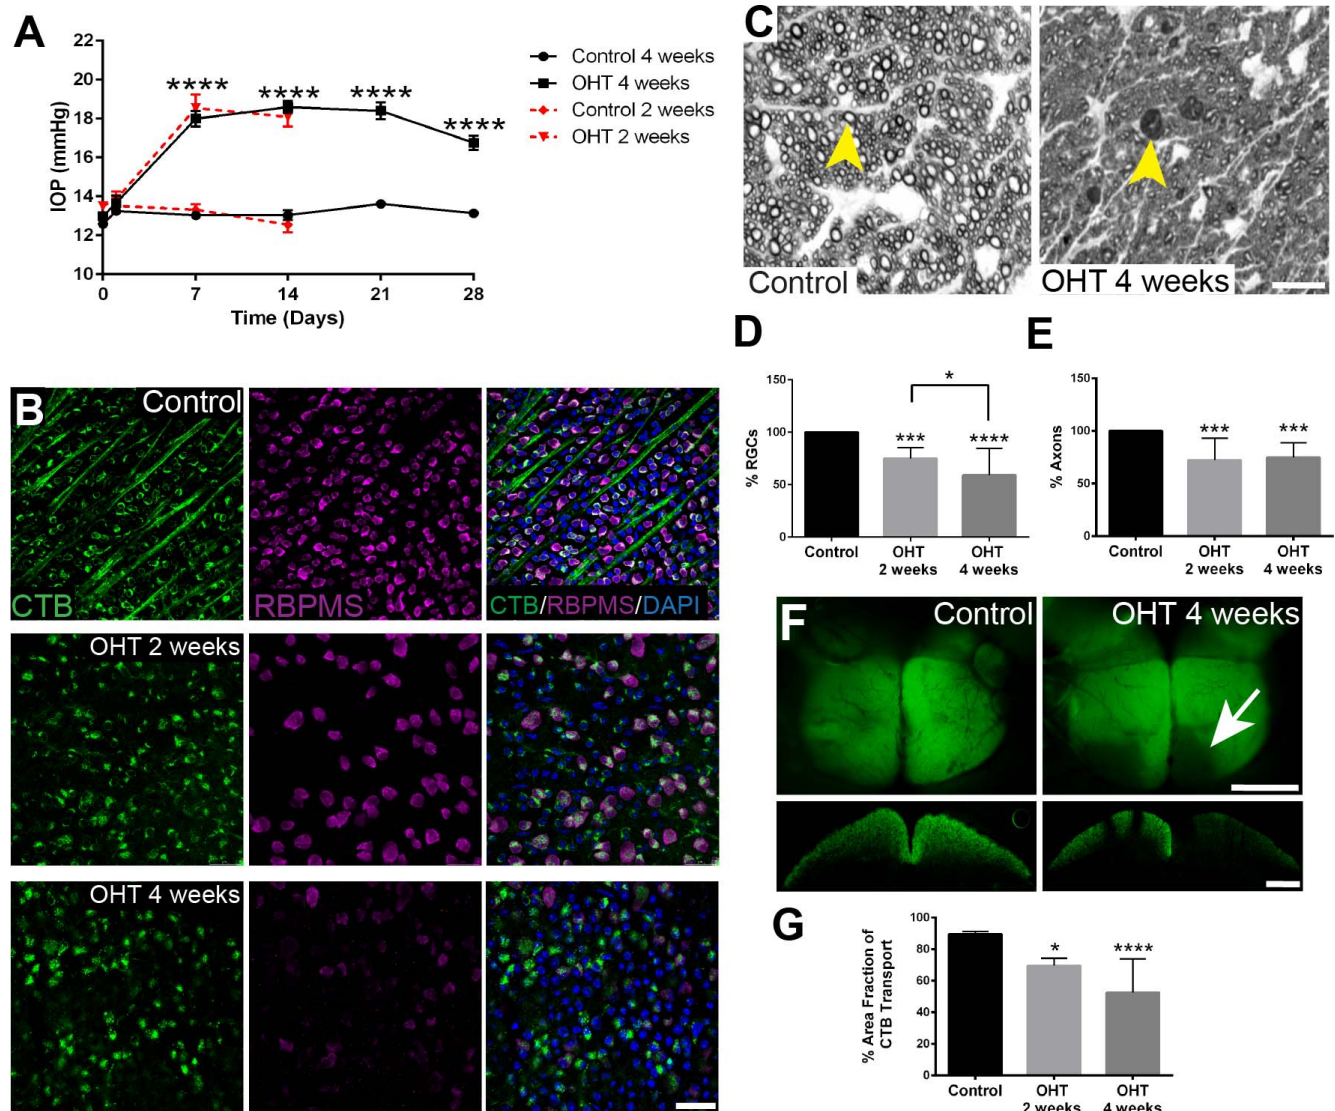 A
22
20
18
16
14
12
10
IOP (mmHg)
0
7
14
21
28
Time (Days)
****
****
****
****
Control 4 weeks
OHT 4 weeks
Control 2 weeks
OHT 2 weeks
B
Control
CTB
RBPMS
CTB/RBPMS/DAPI
OHT 2 weeks
OHT 4 weeks
C
Control
OHT 4 weeks
D
150
100
50
0
% RGCs
***
****
*
Control
OHT
2 weeks
OHT
4 weeks
E
150
100
50
0
% Axons
***
***
Control
OHT
2 weeks
OHT
4 weeks
F
Control
OHT 4 weeks
G
100
80
60
40
20
0
% Area Fraction of
CTB Transport
*
****
Control
OHT
2 weeks
OHT
4 weeks